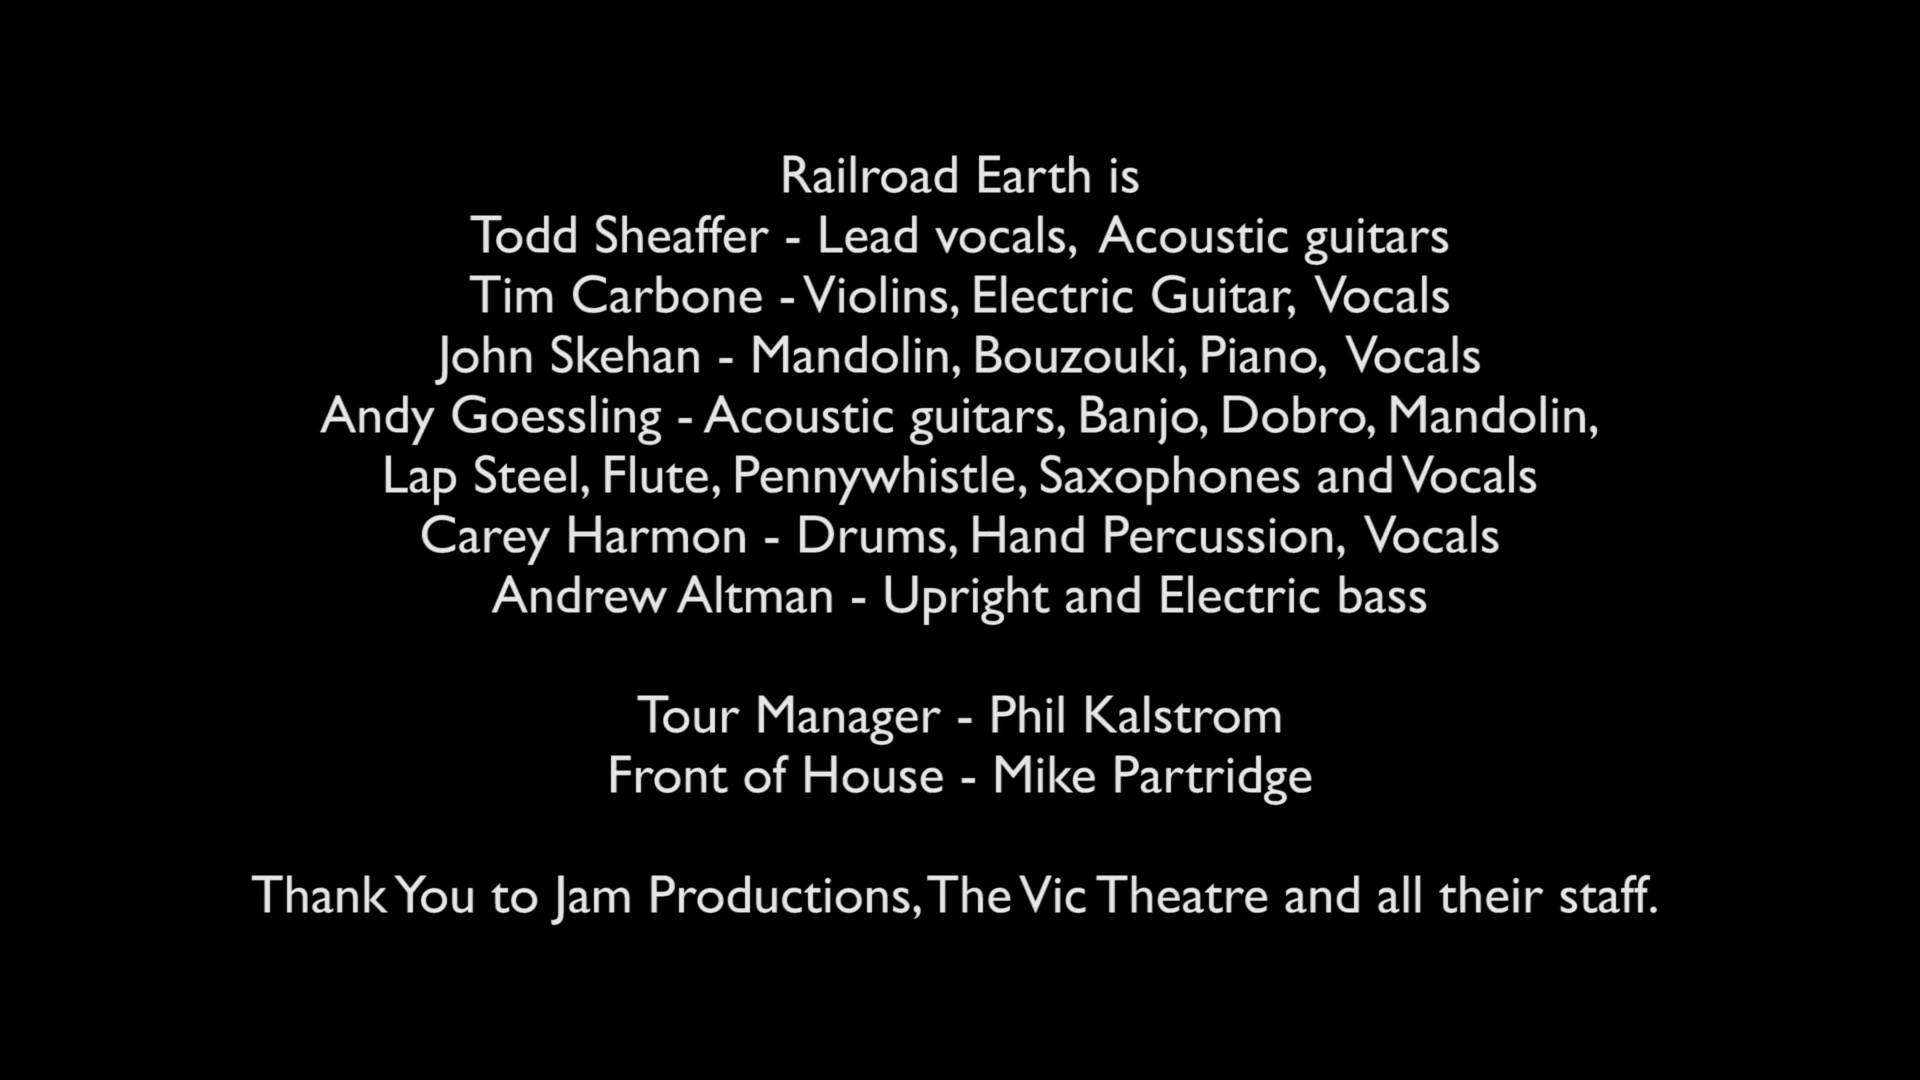 Railroad Earth is
Todd Sheaffer - Lead vocals, Acoustic guitars
Tim Carbone - Violins, Electric Guitar, Vocals
John Skehan - Mandolin, Bouzouki, Piano, Vocals
Andy Goessling - Acoustic guitars, Banjo, Dobro, Mandolin,
Lap Steel, Flute, Pennywhistle, Saxophones and Vocals
Carey Harmon - Drums, Hand Percussion, Vocals
Andrew Altman - Upright and Electric bass
Tour Manager - Phil Kalstrom
Front of House - Mike Partridge
Thank You to Jam Productions, The Vic Theatre and all their staff.